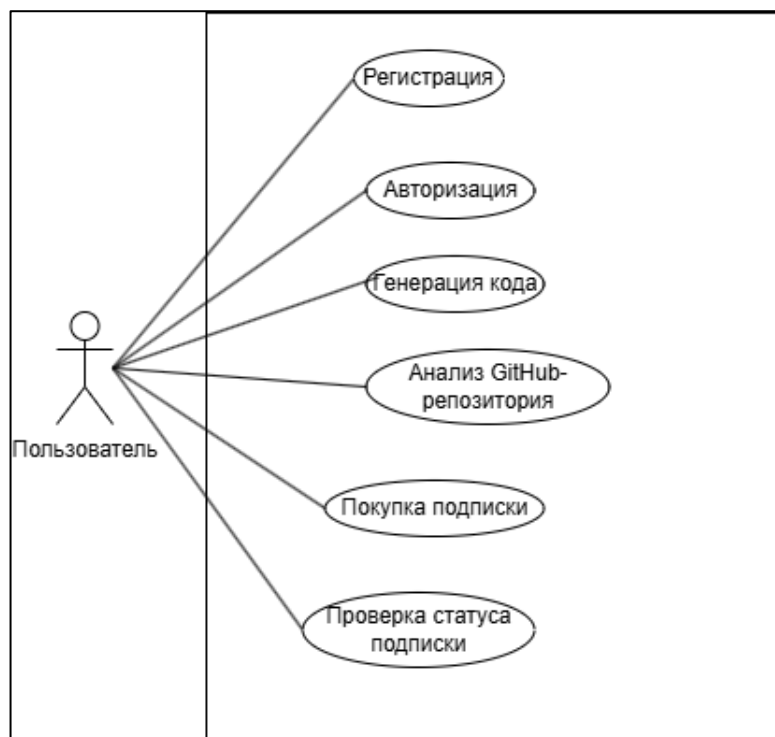 Регистрация
Авторизация
Генерация кода
Анализ GitHub-
репозитория
Пользователь
Покупка подписки
Проверка статуса
подписки